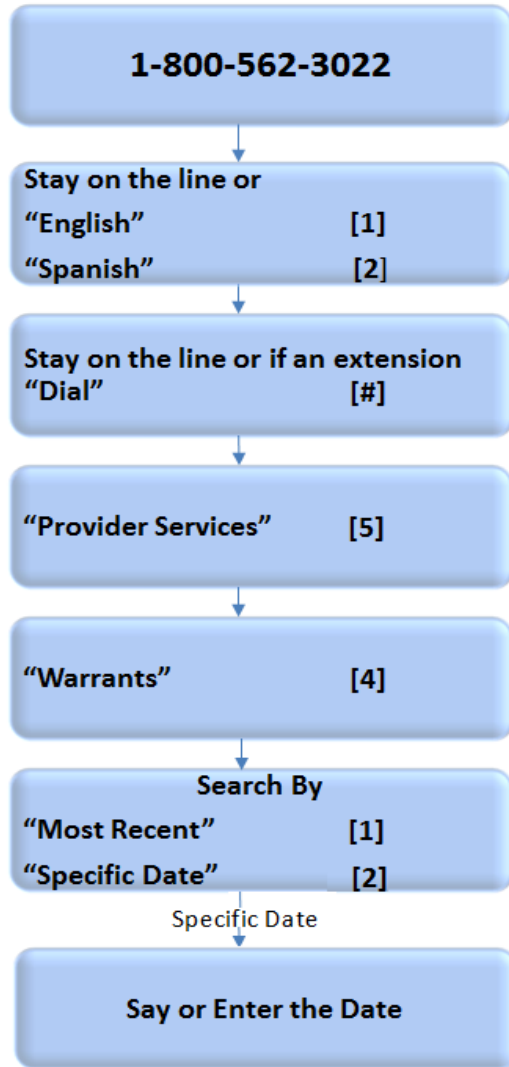 1-800-562-3022
Stay on the line or
“English” [1]
“Spanish” [2]
Stay on the line or if an extension
“Dial” [#]
“Provider Services” [5]
“Warrants” [4]
Search By
“Most Recent” [1]
“Specific Date” [2]
Specific Date
Say or Enter the Date